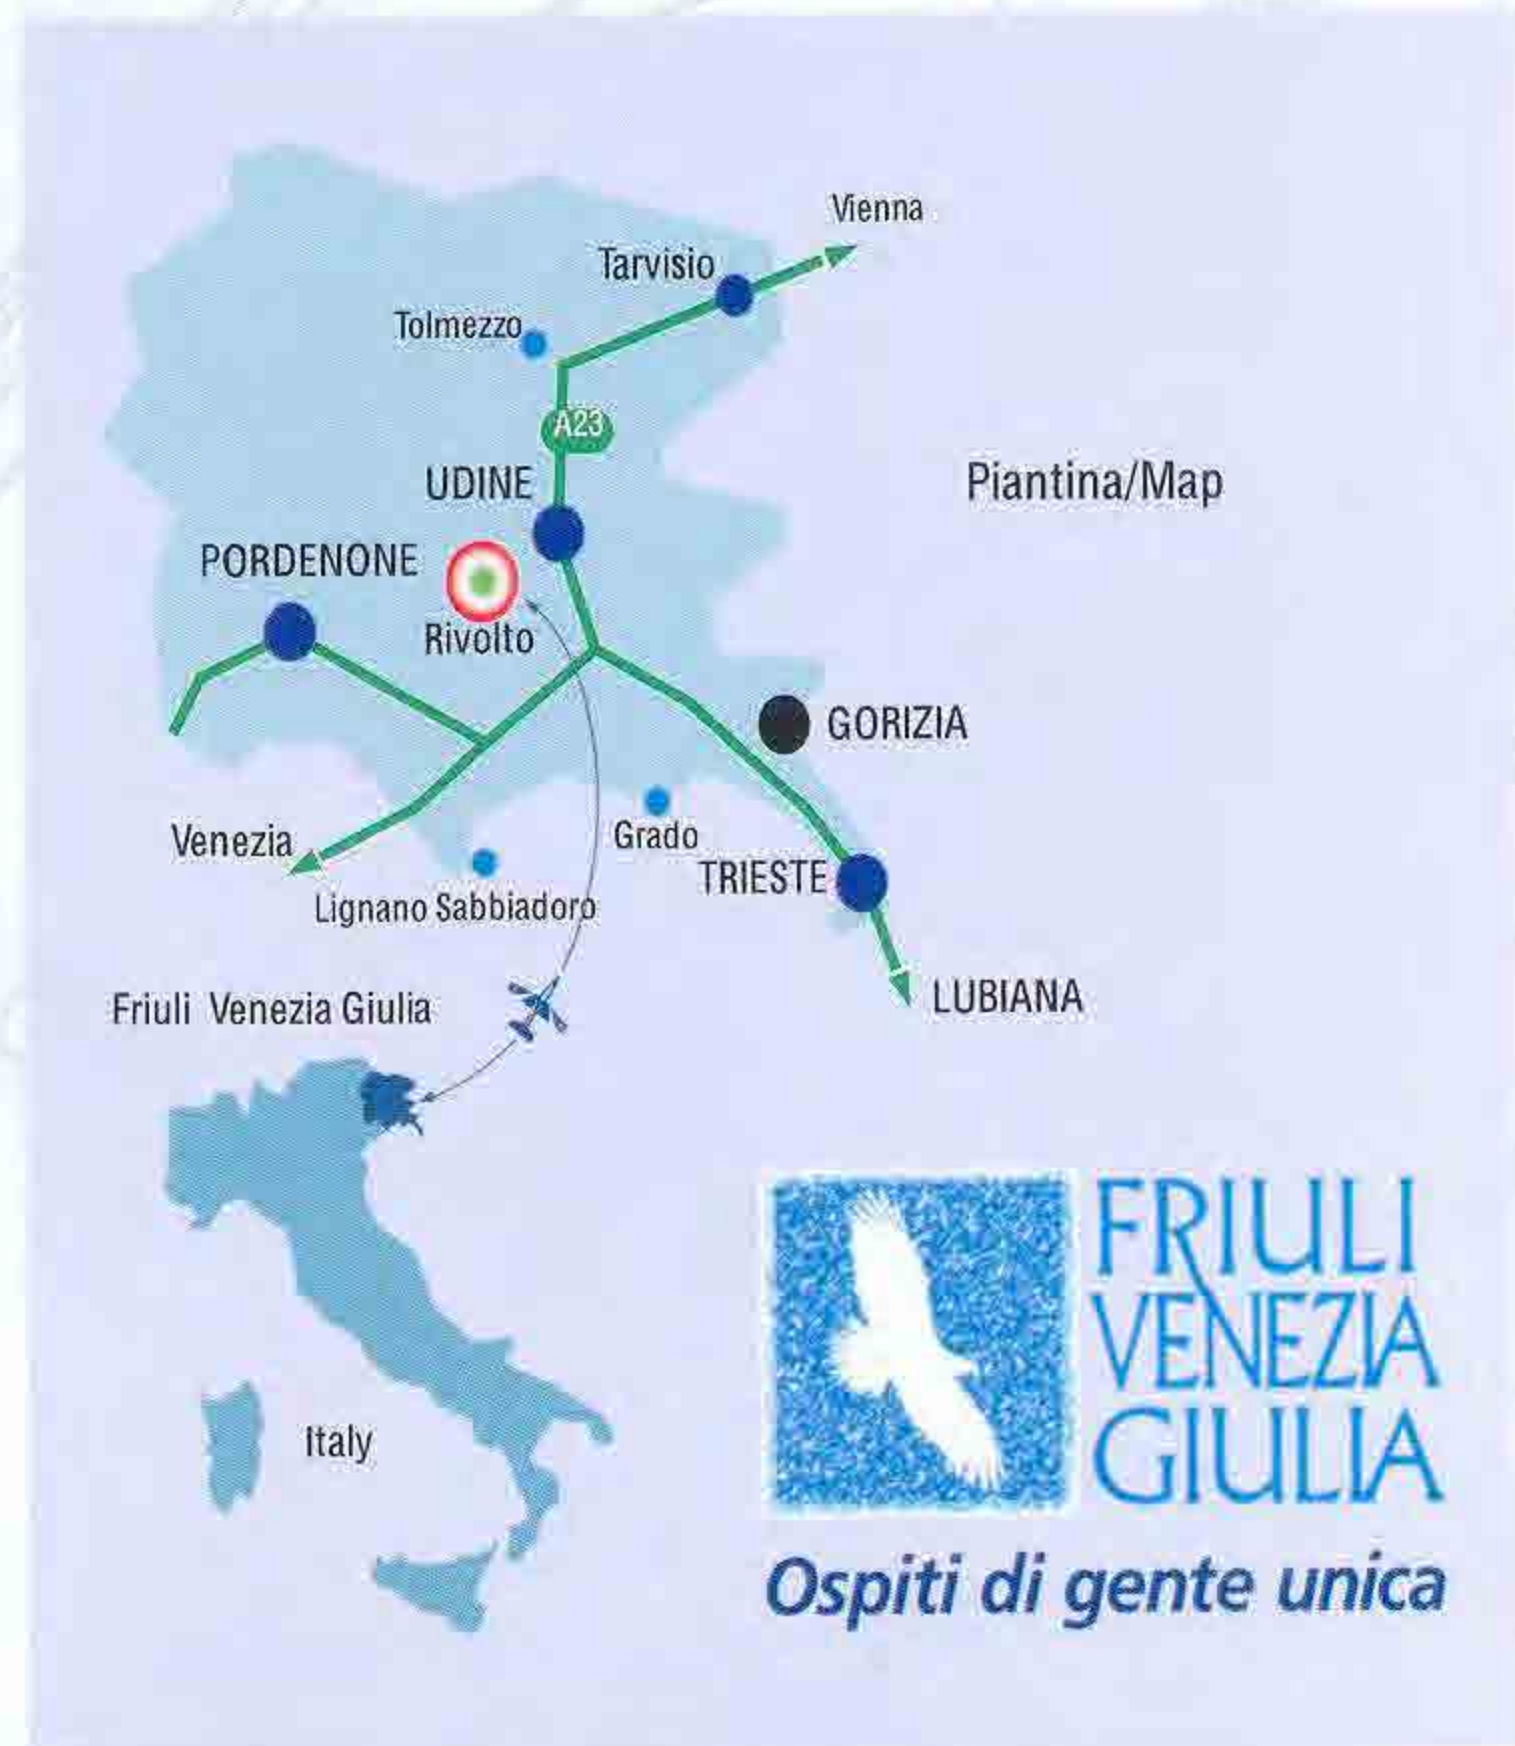 Vienna
Tarvisio
Tolmezzo
A23
UDINE
Piantina/Map
PORDENONE
Rivolto
GORIZIA
Venezia
Grado
TRIESTE
Lignano Sabbiadoro
LUBIANA
Friuli Venezia Giulia
Italy
FRIULI
VENEZIA
GIULIA
Ospiti di gente unica